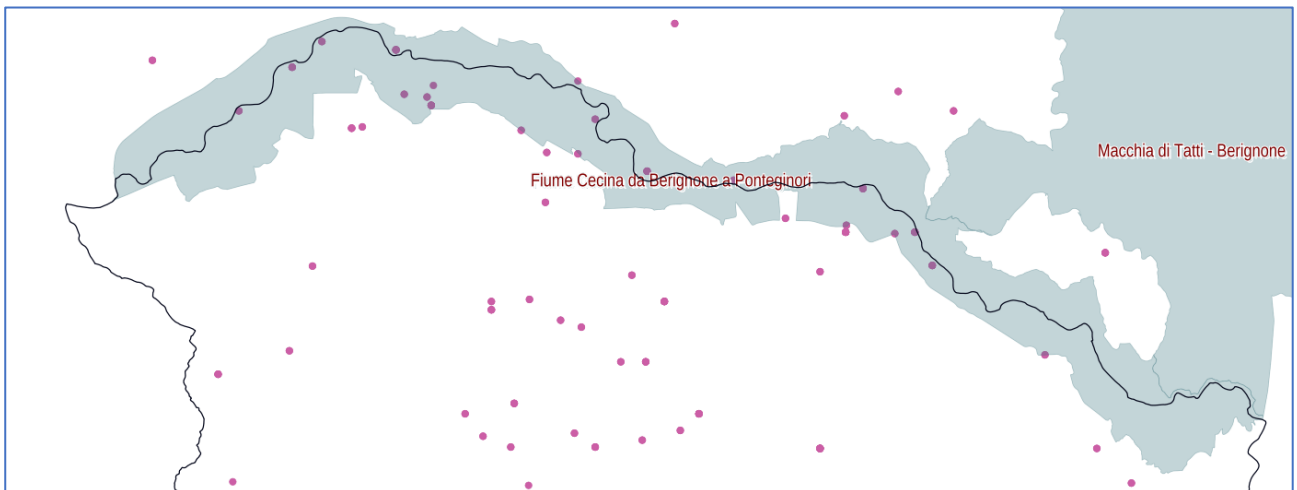 Macchia di Tatti - Berignone
Fiume Cecina da Berignone a Ponteginori